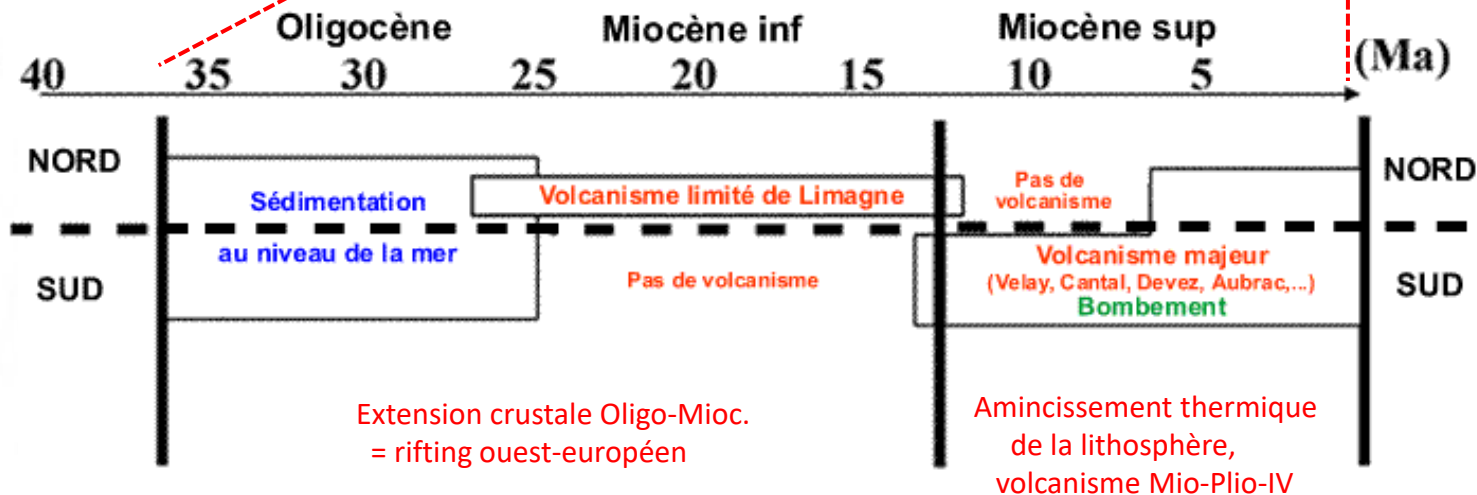 Oligocène Miocène inf Miocène sup
40 35 30 25 20 15 10 5 (Ma)
NORD
Sédimentation
au niveau de la mer
SUD
Volcanisme limité de Limagne
Pas de volcanisme
Pas de
volcanisme
NORD
Volcanisme majeur
(Velay, Cantal, Devez, Aubrac,...)
Bombement
SUD
Extension crustale Oligo-Mioc.
= rifting ouest-européen
Amincissement thermique
de la lithosphère,
volcanisme Mio-Plio-IV